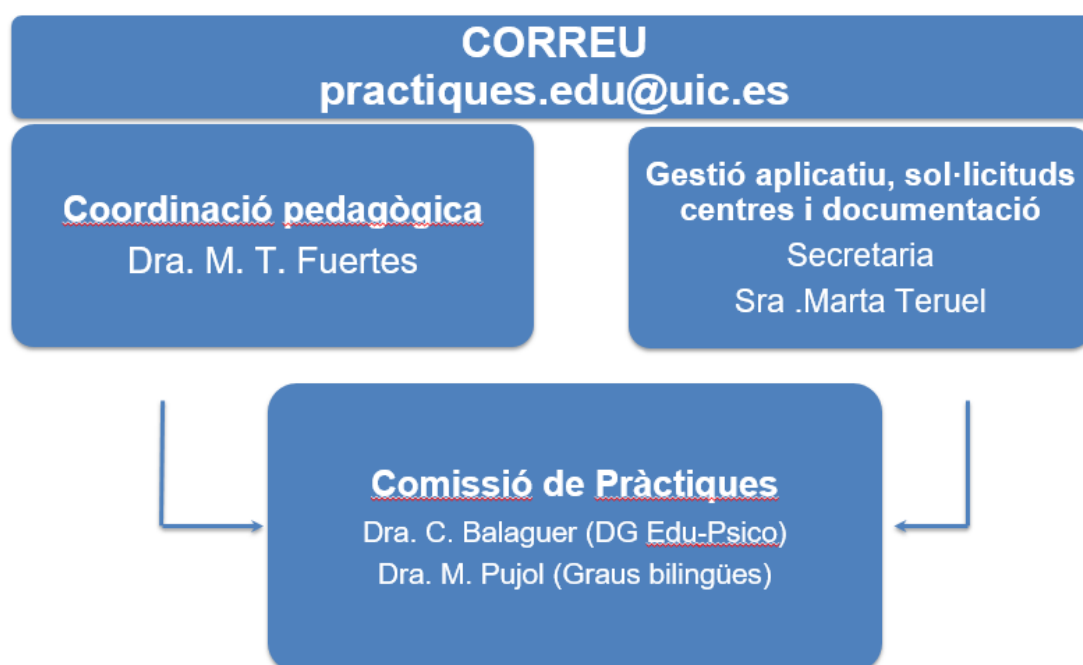 CORREU
practiques.edu@uic.es
Coordinació pedagògica
Dra. M. T. Fuertes
Gestió aplicatiu, sol·licituds
centres i documentació
Secretaria
Sra .Marta Teruel
Comissió de Pràctiques
Dra. C. Balaguer (DG Edu-Psico)
Dra. M. Pujol (Graus bilingües)